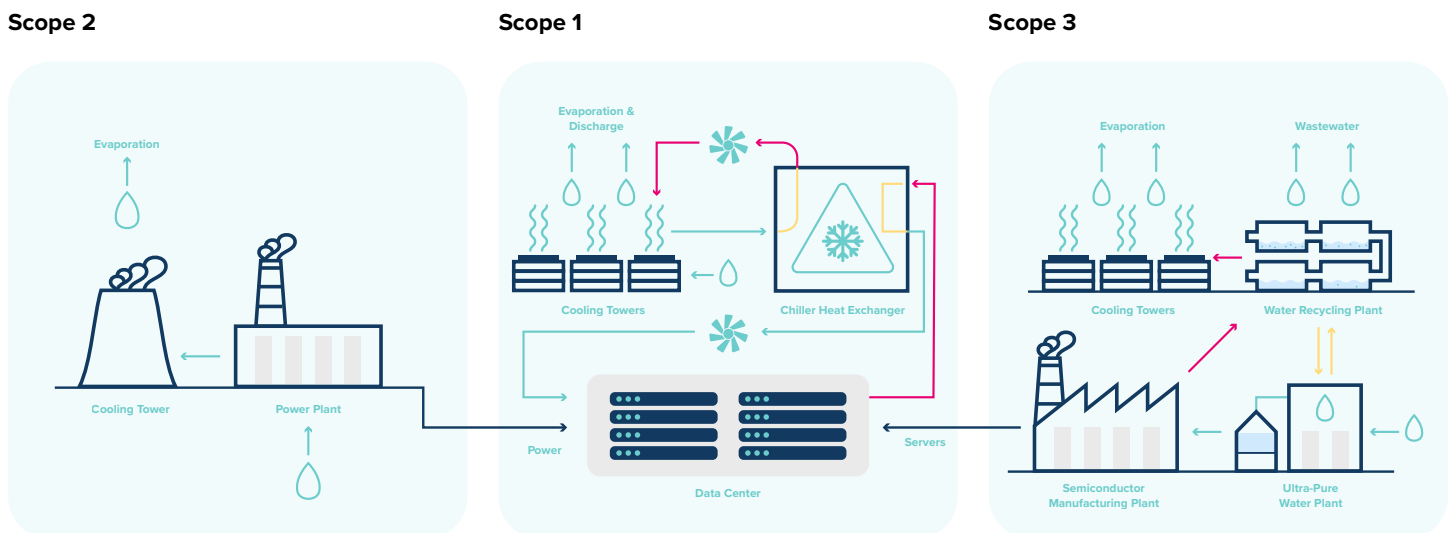 Scope 2
Evaporation
Cooling Tower
Power Plant
Scope 1
Evaporation &
Discharge
Cooling Towers
Chiller Heat Exchanger
Power
Servers
Data Center
Scope 3
Evaporation
Wastewater
Cooling Towers
Water Recycling Plant
Semiconductor
Manufacturing Plant
Ultra-Pure
Water Plant